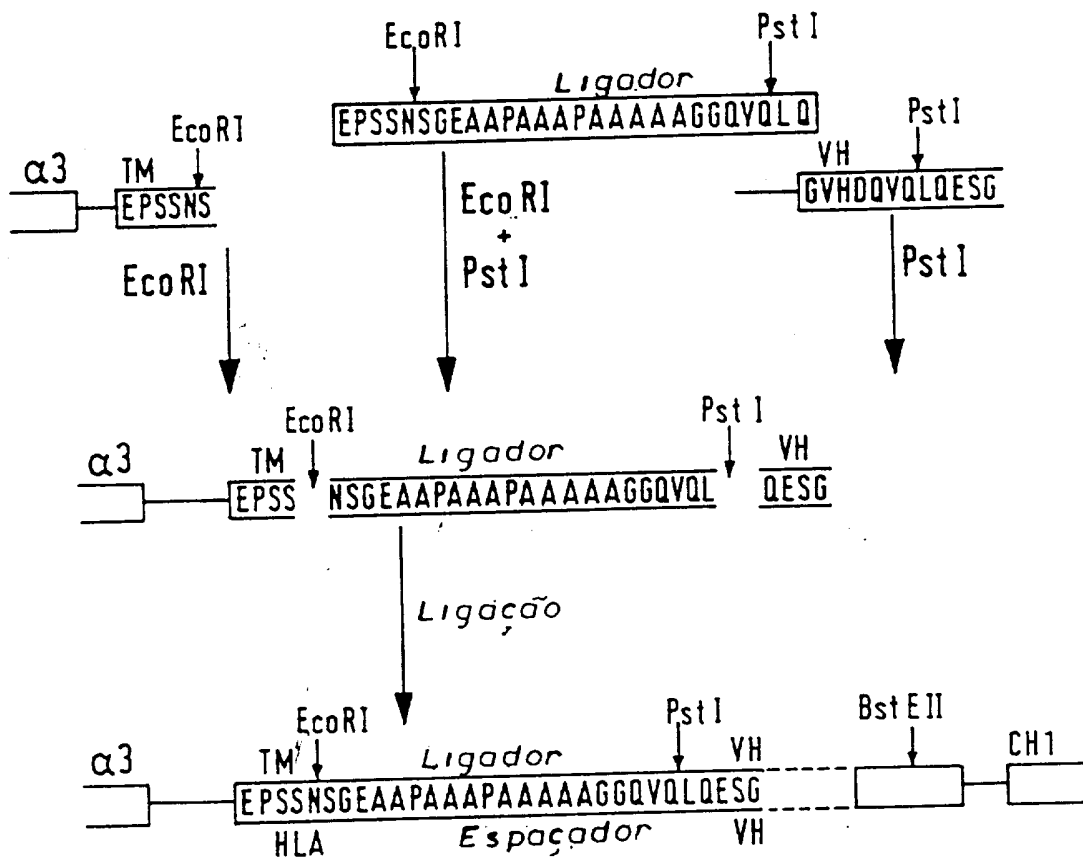 EcoRI
PstI
Ligador
EPSSNSGEAAPAAAPAAAAAGGQVQLQ
EcoRI
PstI
α3
TM
VH
EPSSNS
GVHDQVQLQESG
EcoRI
EcoRI
+
PstI
PstI
EcoRI
PstI
α3
TM
Ligador
VH
EPSS
NSGEAAPAAAPAAAAAGGQVQL
QESG
Ligação
EcoRI
PstI
BstEII
α3
TM
Ligador
VH
CH1
EPSSNSGEAAPAAAPAAAAAGGQVQLQESG
HLA
Espaçador
VH